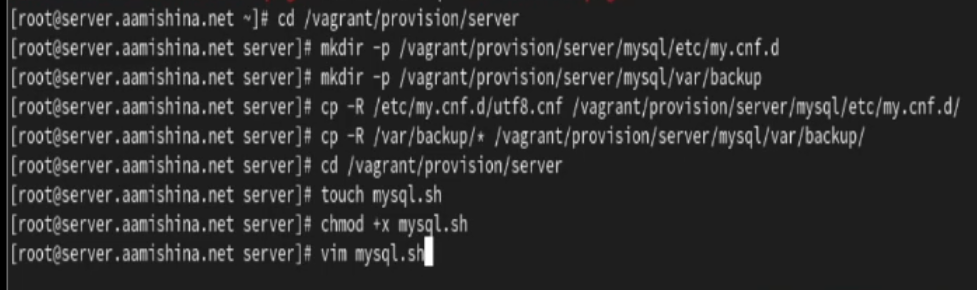 [root@server.aamishina.net ~]# cd /vagrant/provision/server
[root@server.aamishina.net server]# mkdir -p /vagrant/provision/server/mysql/etc/my.cnf.d
[root@server.aamishina.net server]# mkdir -p /vagrant/provision/server/mysql/var/backup
[root@server.aamishina.net server]# cp -R /etc/my.cnf.d/utf8.cnf /vagrant/provision/server/mysql/etc/my.cnf.d/
[root@server.aamishina.net server]# cp -R /var/backup/* /vagrant/provision/server/mysql/var/backup/
[root@server.aamishina.net server]# cd /vagrant/provision/server
[root@server.aamishina.net server]# touch mysql.sh
[root@server.aamishina.net server]# chmod +x mysql.sh
[root@server.aamishina.net server]# vim mysql.sh